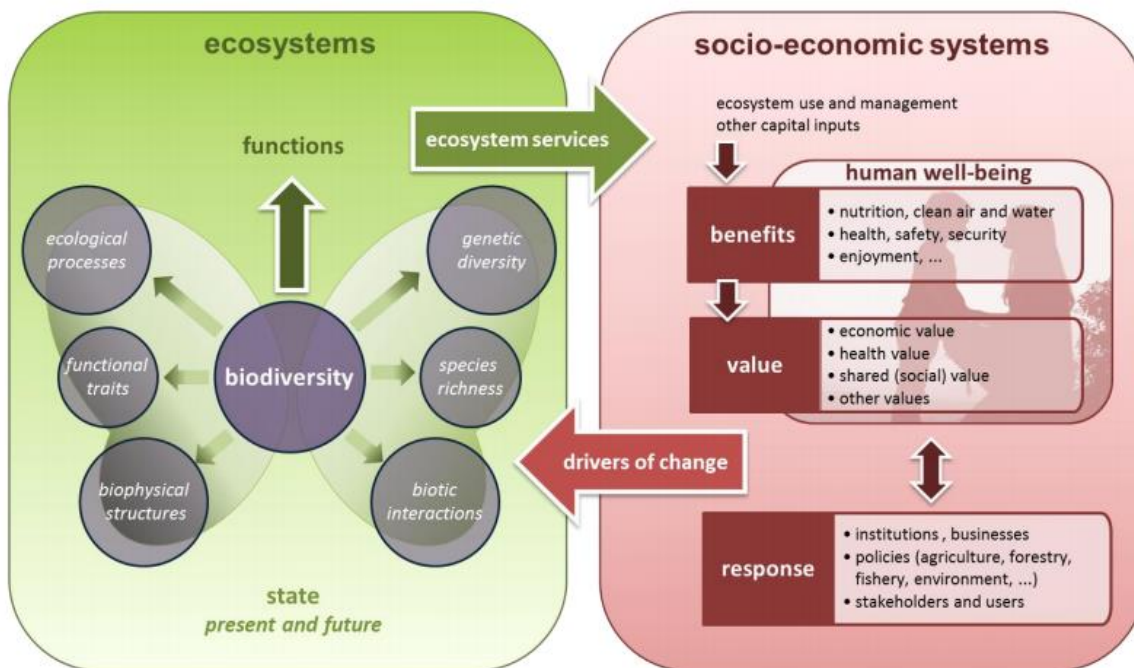 ecosystems
functions
ecological
processes
genetic
diversity
functional
traits
biodiversity
species
richness
biophysical
structures
biotic
interactions
state
present and future
ecosystem services
drivers of change
socio-economic systems
ecosystem use and management
other capital inputs
human well-being
benefits
• nutrition, clean air and water
• health, safety, security
• enjoyment, ...
value
• economic value
• health value
• shared (social) value
• other values
response
• institutions , businesses
• policies (agriculture, forestry,
fishery, environment, ...)
• stakeholders and users